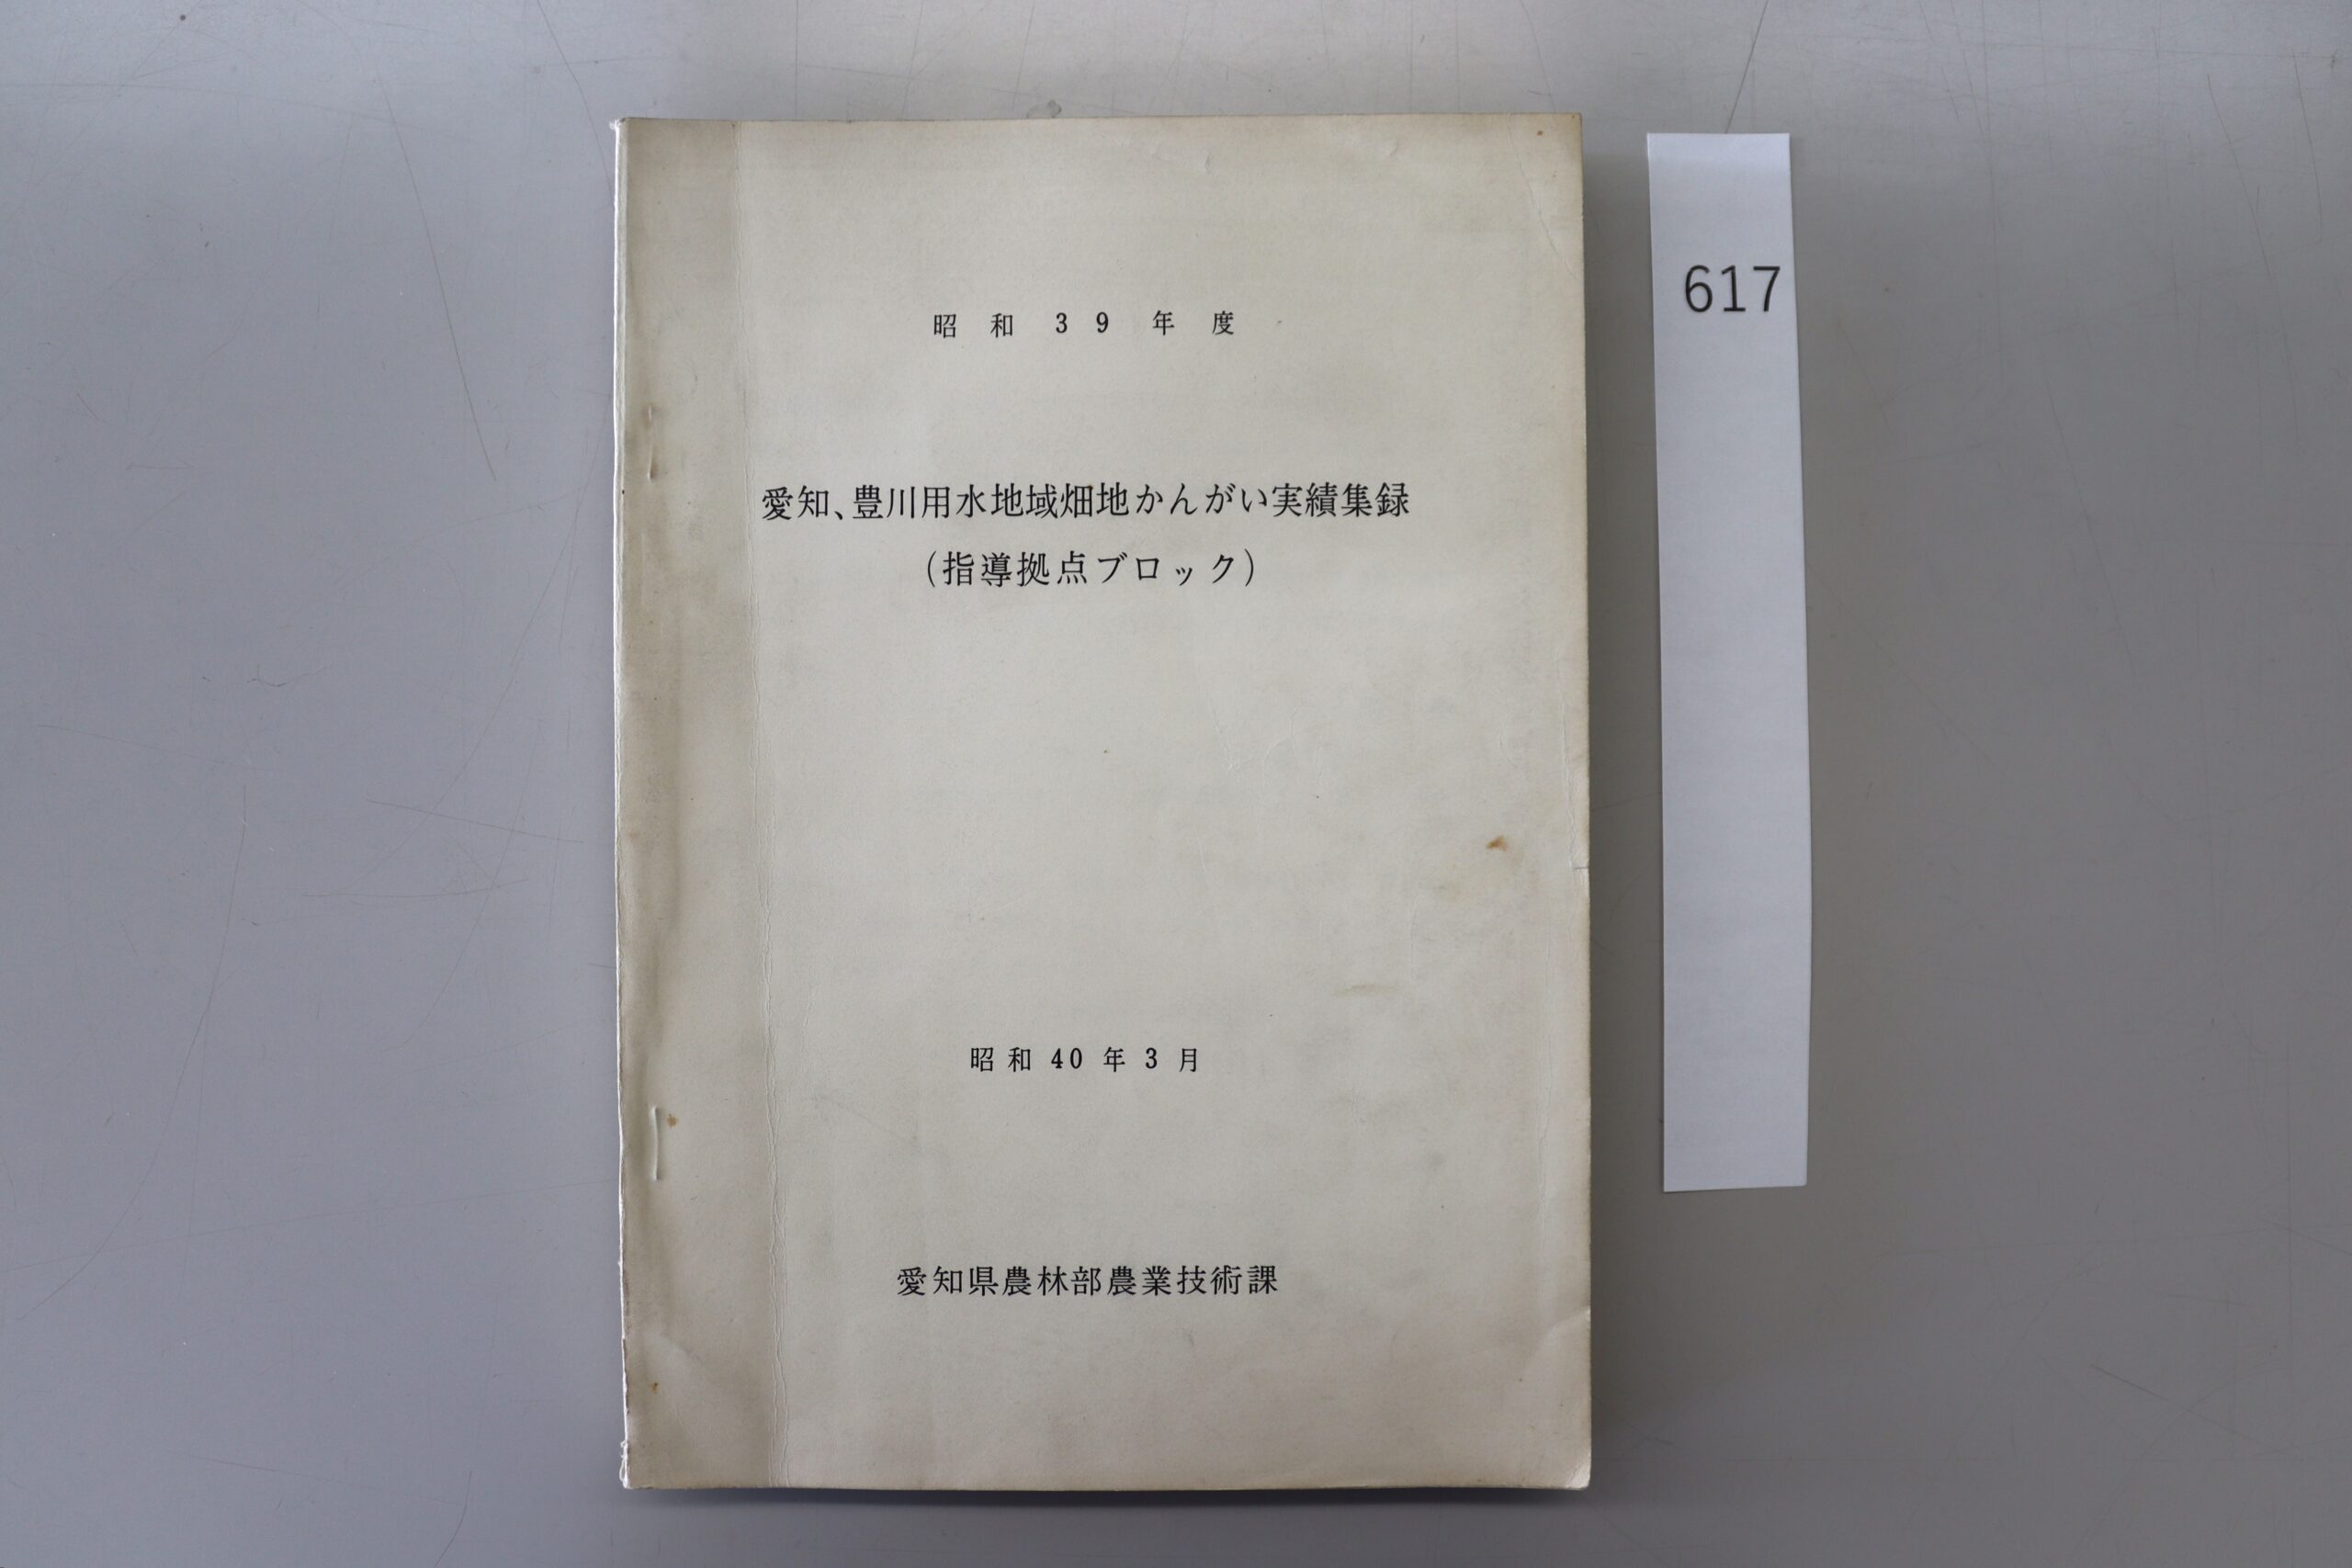 昭和39年度
愛知、豊川用水地域畑地かんがい実績集録
(指導拠点ブロック)
昭和40年3月
愛知県農林部農業技術課
617